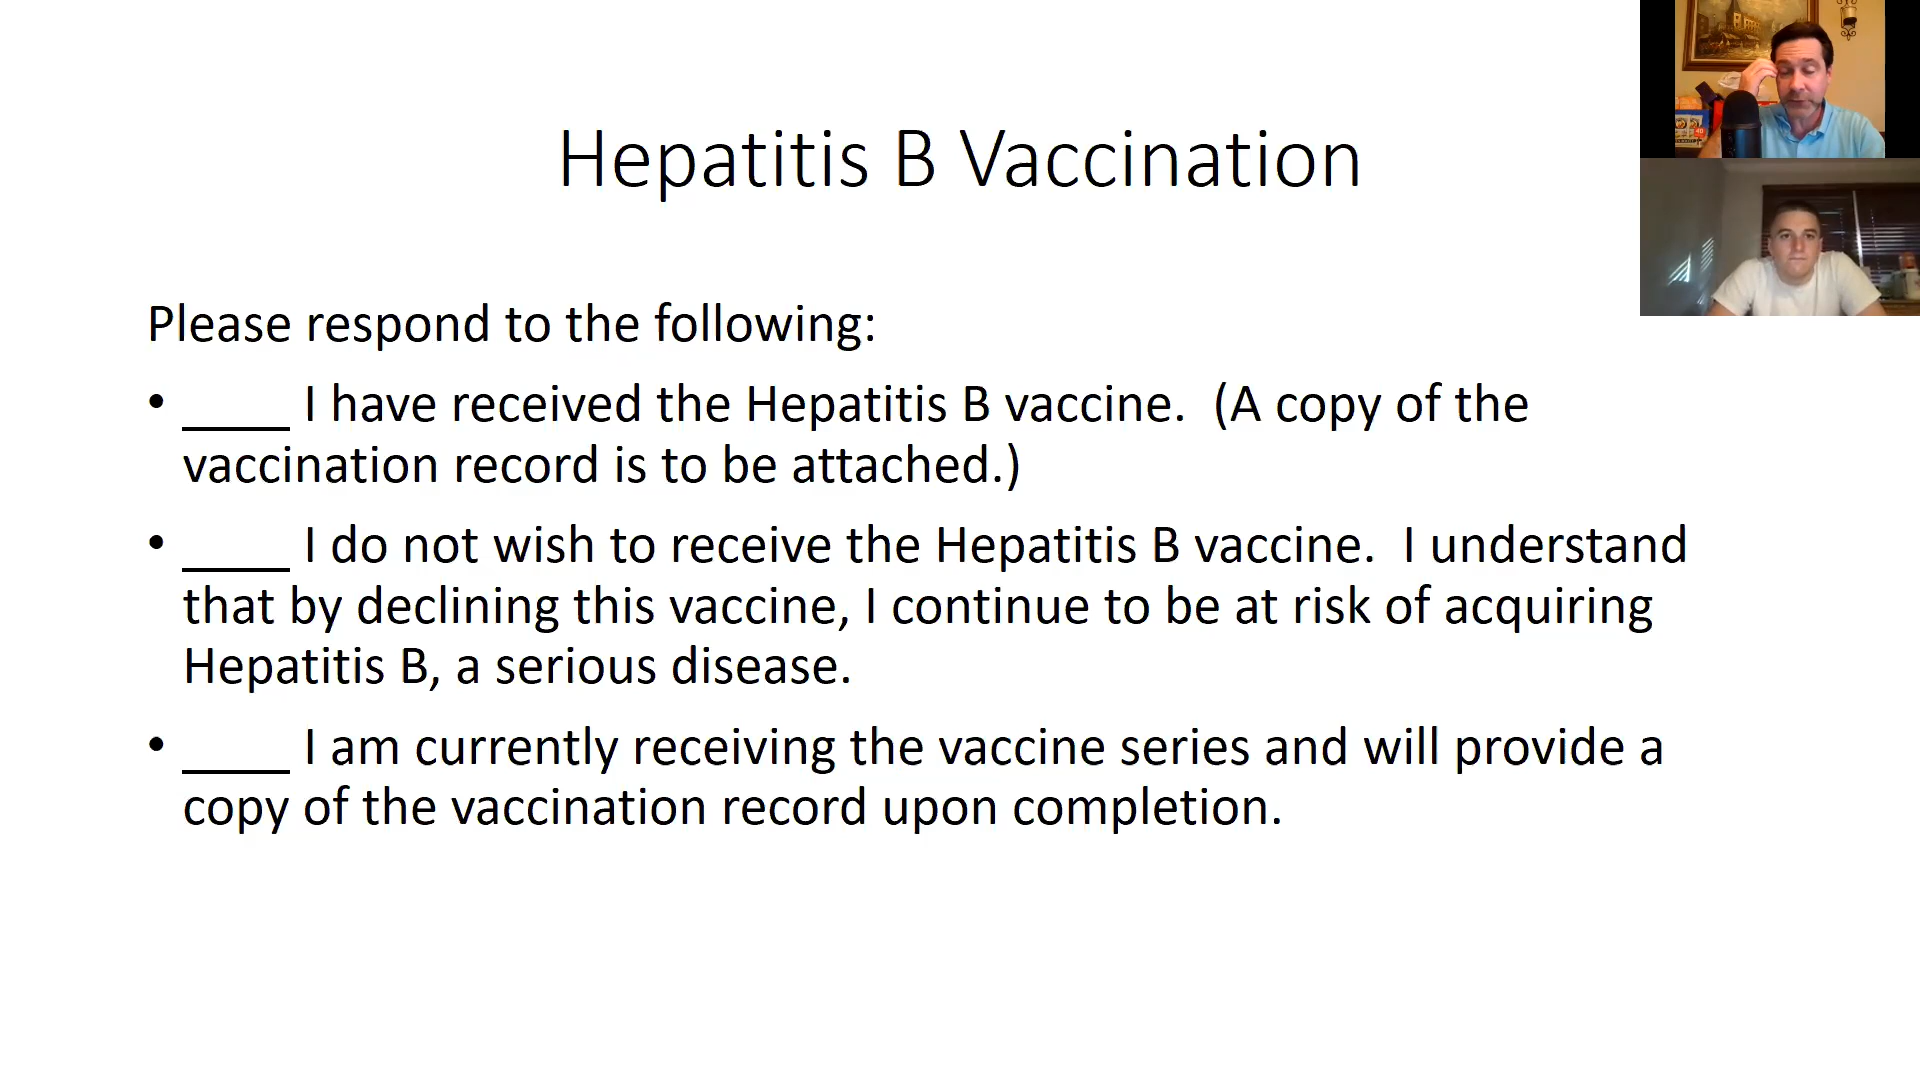 Hepatitis B Vaccination
Please respond to the following:
• ____ I have received the Hepatitis B vaccine.  (A copy of the
vaccination record is to be attached.)
• ____ I do not wish to receive the Hepatitis B vaccine.  I understand
that by declining this vaccine, I continue to be at risk of acquiring
Hepatitis B, a serious disease.
• ____ I am currently receiving the vaccine series and will provide a
copy of the vaccination record upon completion.